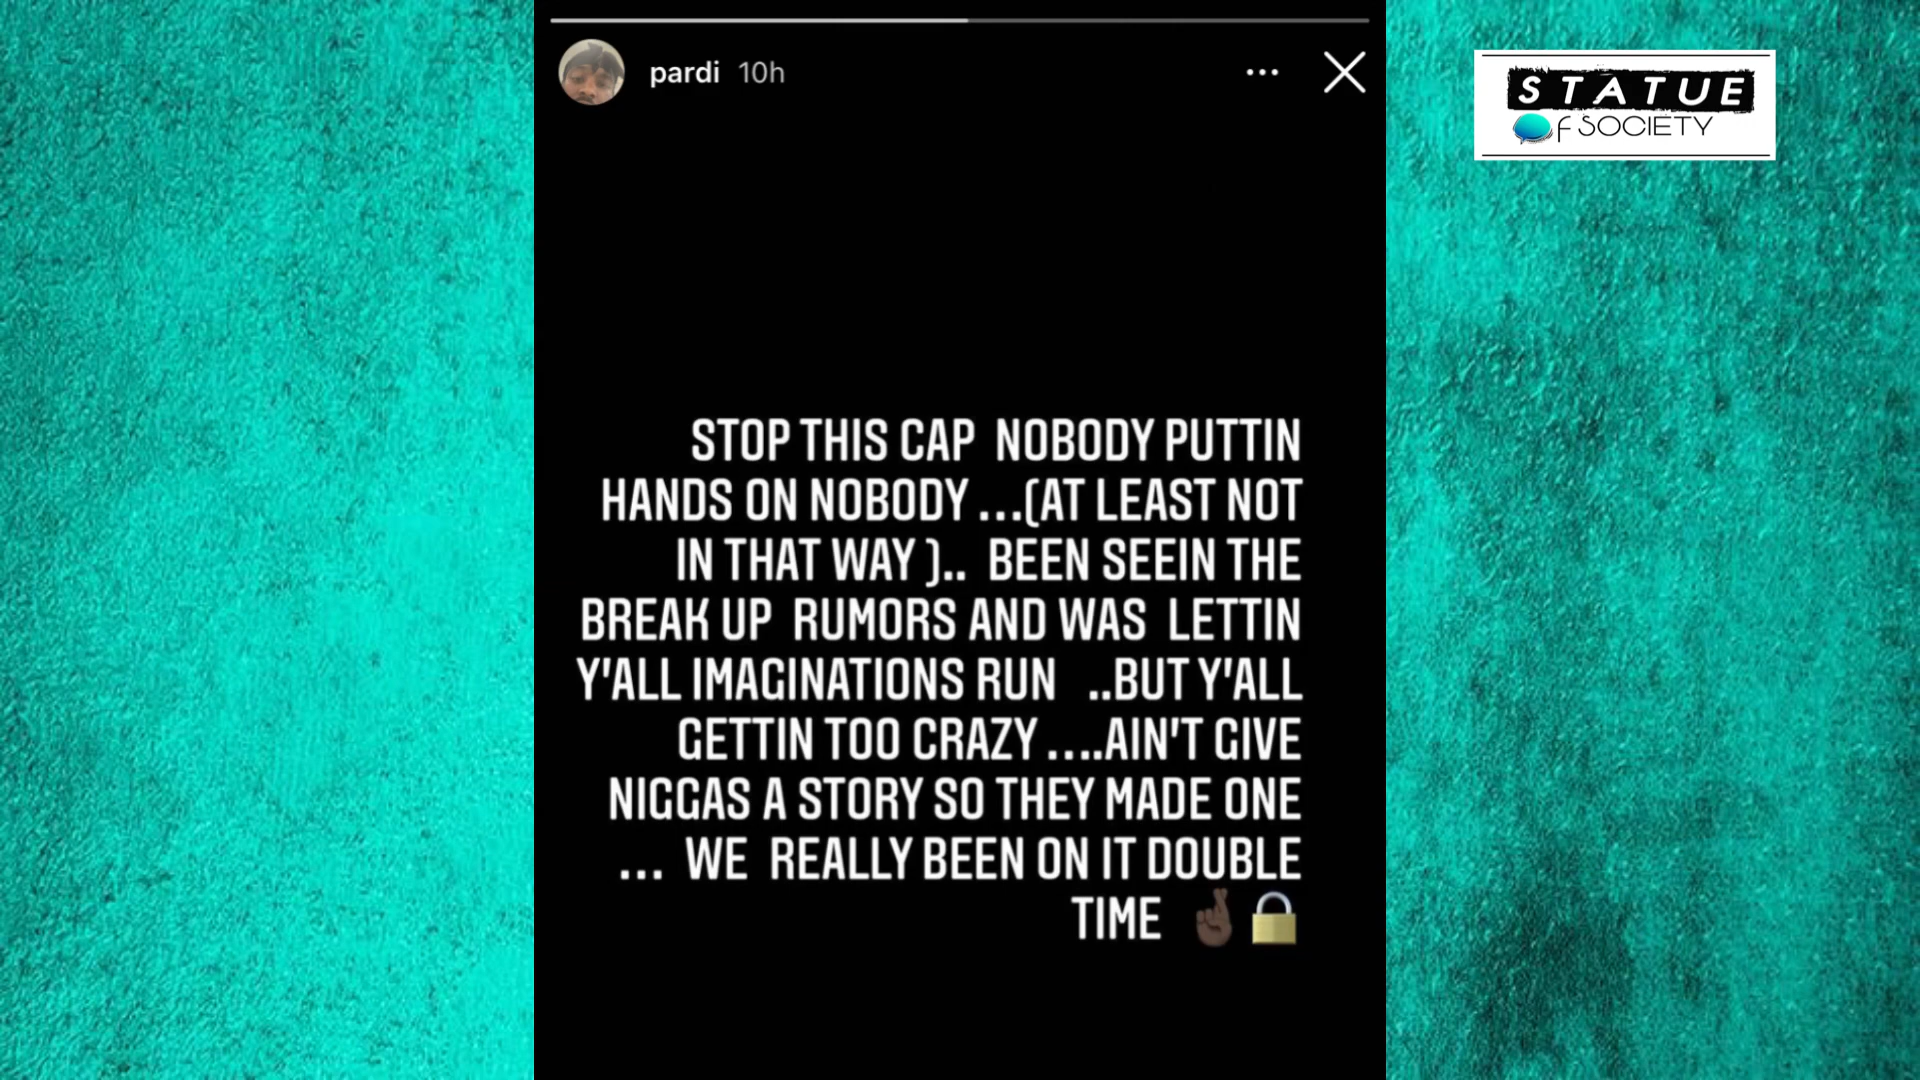 pardi 10h
STATUE
Of SOCIETY
STOP THIS CAP NOBODY PUTTIN
HANDS ON NOBODY ...(AT LEAST NOT
IN THAT WAY ).. BEEN SEEIN THE
BREAK UP RUMORS AND WAS LETTIN
Y'ALL IMAGINATIONS RUN ..BUT Y'ALL
GETTIN TOO CRAZY ....AIN'T GIVE
NIGGAS A STORY SO THEY MADE ONE
... WE REALLY BEEN ON IT DOUBLE
TIME 🤞🏿🔒